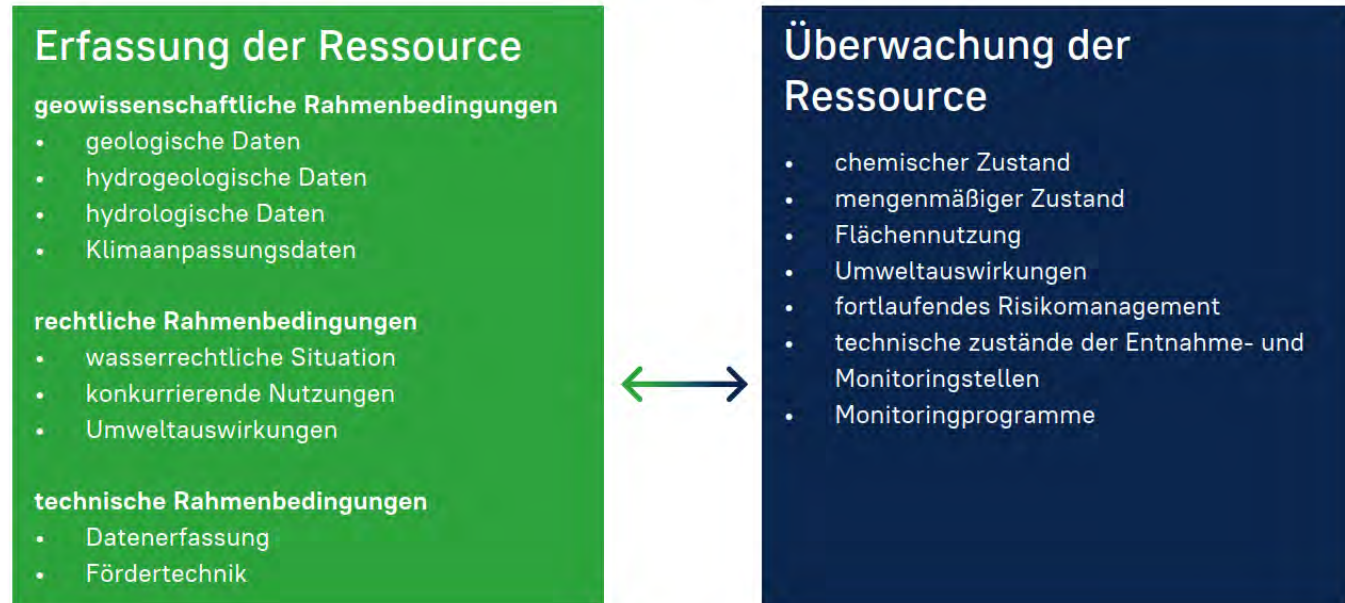 Erfassung der Ressource
geowissenschaftliche Rahmenbedingungen
• geologische Daten
• hydrogeologische Daten
• hydrologische Daten
• Klimaanpassungsdaten
rechtliche Rahmenbedingungen
• wasserrechtliche Situation
• konkurrierende Nutzungen
• Umweltauswirkungen
technische Rahmenbedingungen
• Datenerfassung
• Fördertechnik
Überwachung der
Ressource
• chemischer Zustand
• mengenmäßiger Zustand
• Flächennutzung
• Umweltauswirkungen
• fortlaufendes Risikomanagement
• technische zustände der Entnahme- und
Monitoringstellen
• Monitoringprogramme